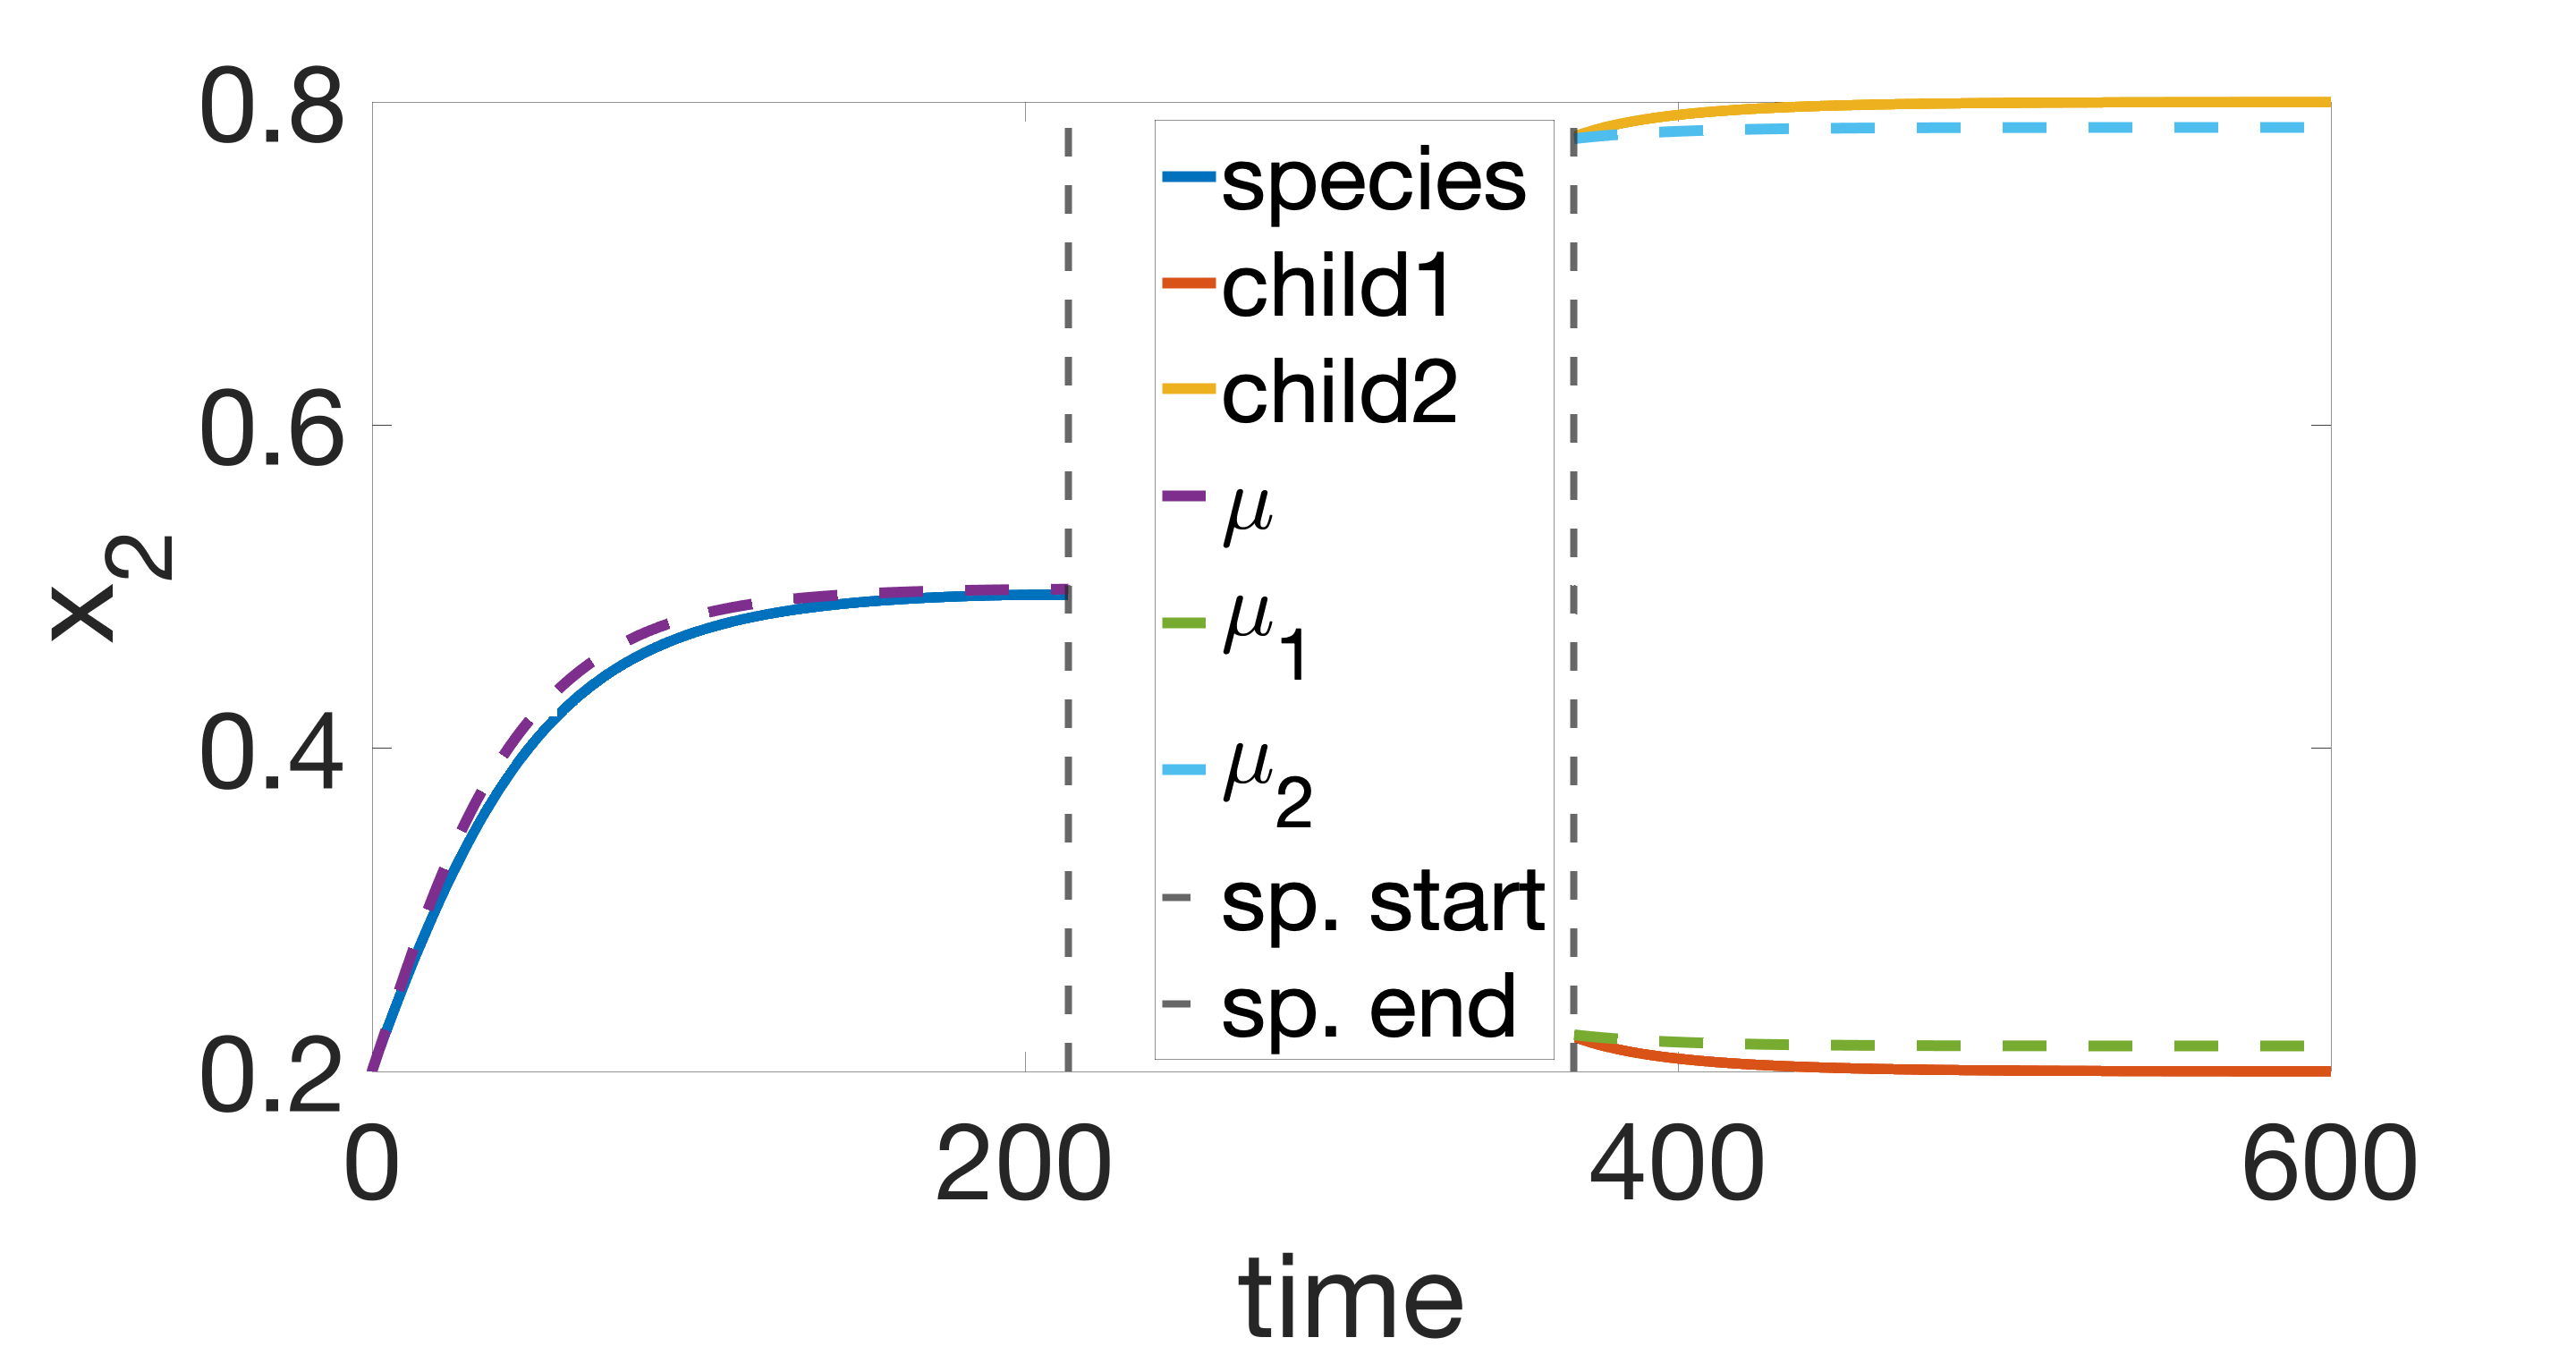 0.8
0.6
0.4
0.2
x2
0
200
400
600
time
species
child1
child2
μ
μ1
μ2
sp. start
sp. end